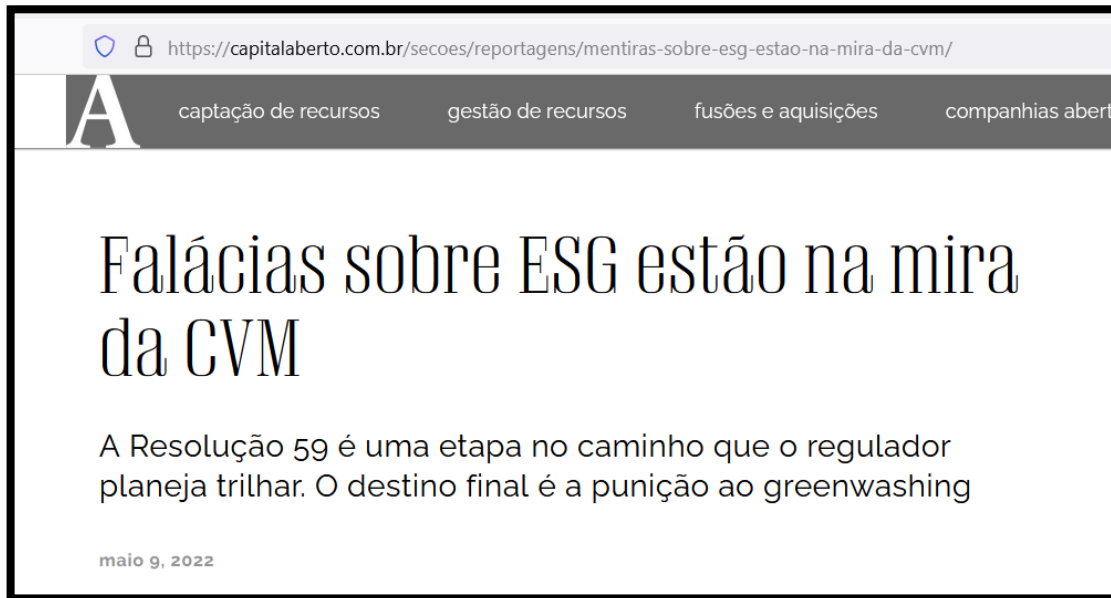 https://capitalaberto.com.br/secoes/reportagens/mentiras-sobre-esg-estao-na-mira-da-cvm/
A captação de recursos gestão de recursos fusões e aquisições companhias abert
Falácias sobre ESG estão na mira
da CVM
A Resolução 59 é uma etapa no caminho que o regulador
planeja trilhar. O destino final é a punição ao greenwashing
maio 9, 2022